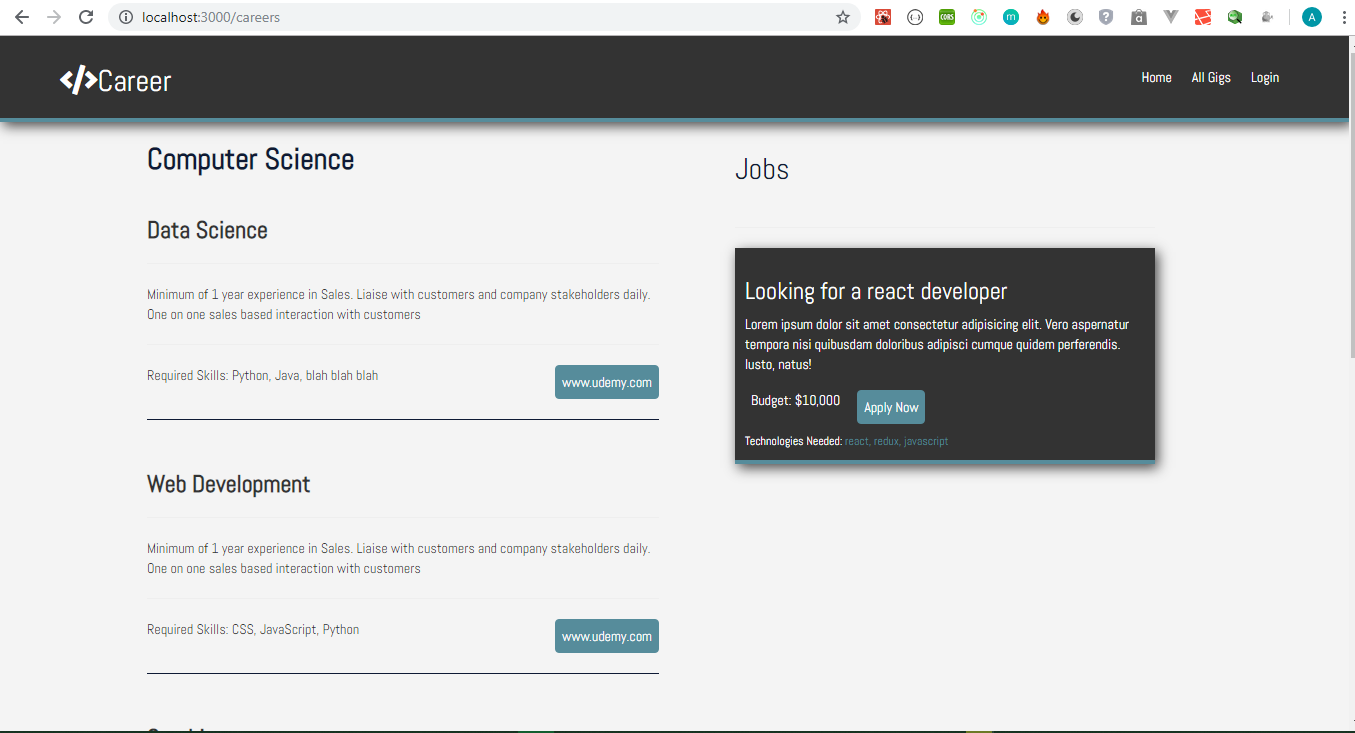 localhost:3000/careers
</>Career
Home
All Gigs
Login
Computer Science
Data Science
Minimum of 1 year experience in Sales. Liaise with customers and company stakeholders daily.
One on one sales based interaction with customers
Required Skills: Python, Java, blah blah blah
www.udemy.com
Web Development
Minimum of 1 year experience in Sales. Liaise with customers and company stakeholders daily.
One on one sales based interaction with customers
Required Skills: CSS, JavaScript, Python
www.udemy.com
Jobs
Looking for a react developer
Lorem ipsum dolor sit amet consectetur adipisicing elit. Vero aspernatur
tempora nisi quibusdam doloribus adipisci cumque quidem perferendis.
Iusto, natus!
Budget: $10,000
Apply Now
Technologies Needed: react, redux, javascript